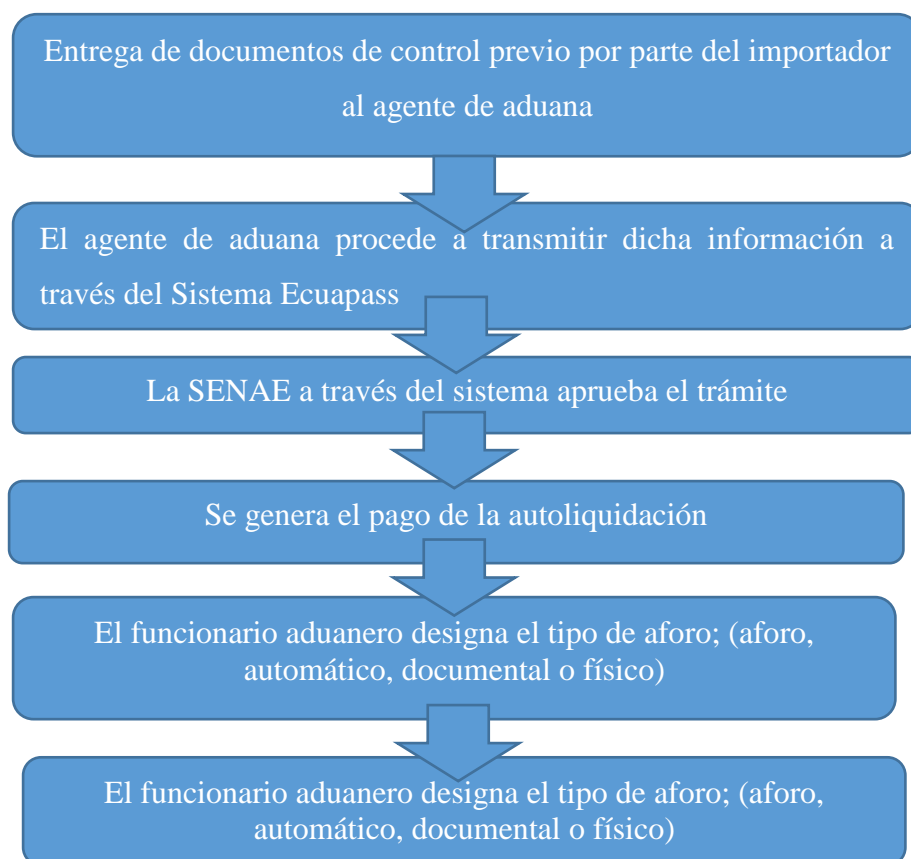 Entrega de documentos de control previo por parte del importador
al agente de aduana
El agente de aduana procede a transmitir dicha información a
través del Sistema Ecuapass
La SENAE a través del sistema aprueba el trámite
Se genera el pago de la autoliquidación
El funcionario aduanero designa el tipo de aforo; (aforo,
automático, documental o físico)
El funcionario aduanero designa el tipo de aforo; (aforo,
automático, documental o físico)